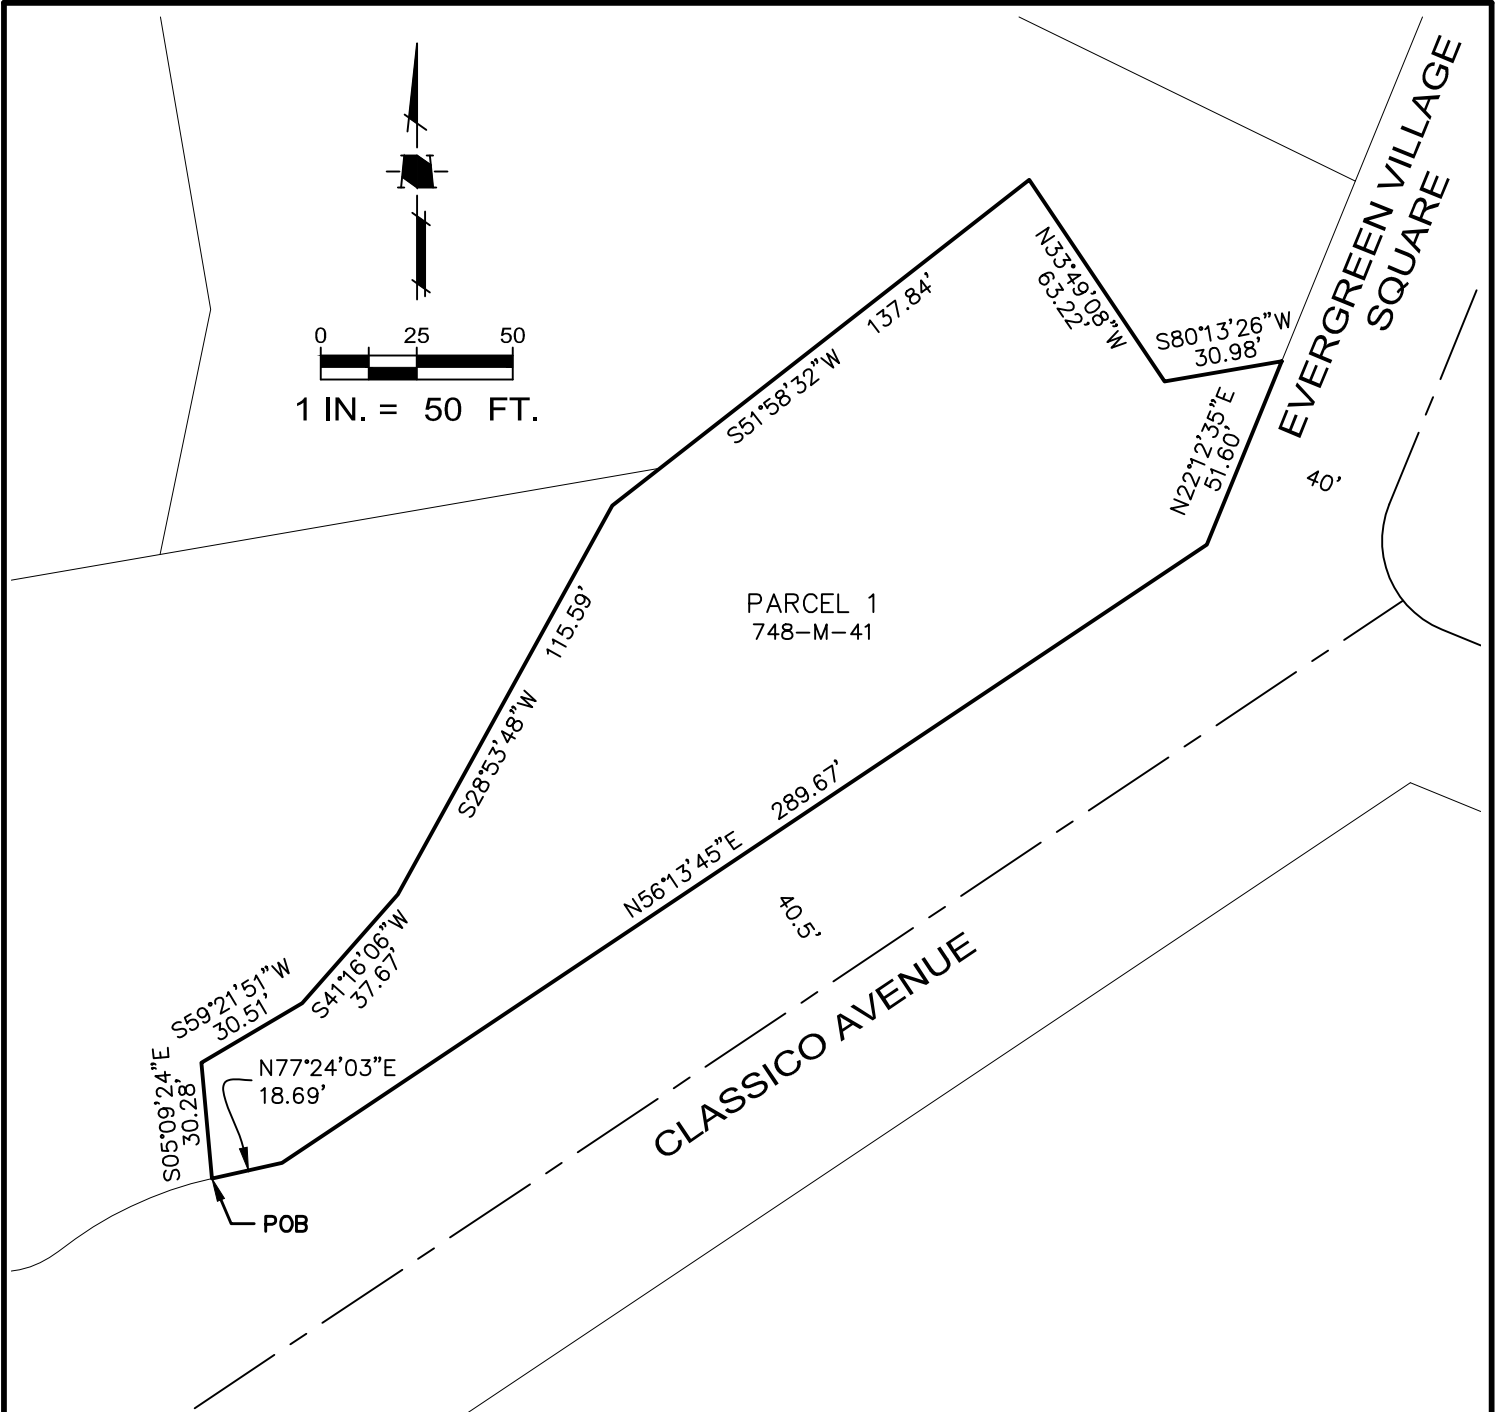 EVERGREEN VILLAGE
SQUARE
0 25 50
1 IN. = 50 FT.
137.84'
S51°58'32"W
N33°49'08"W
63.22'
S80°13'26"W
30.98'
N22°12'35"E
51.60'
40'
PARCEL 1
748-M-41
115.59'
S28°53'48"W
289.67'
N56°13'45"E
40.5'
CLASSICO AVENUE
S41°16'06"W
37.67'
S59°21'51"W
30.51'
S05°09'24"E
30.28'
N77°24'03"E
18.69'
POB